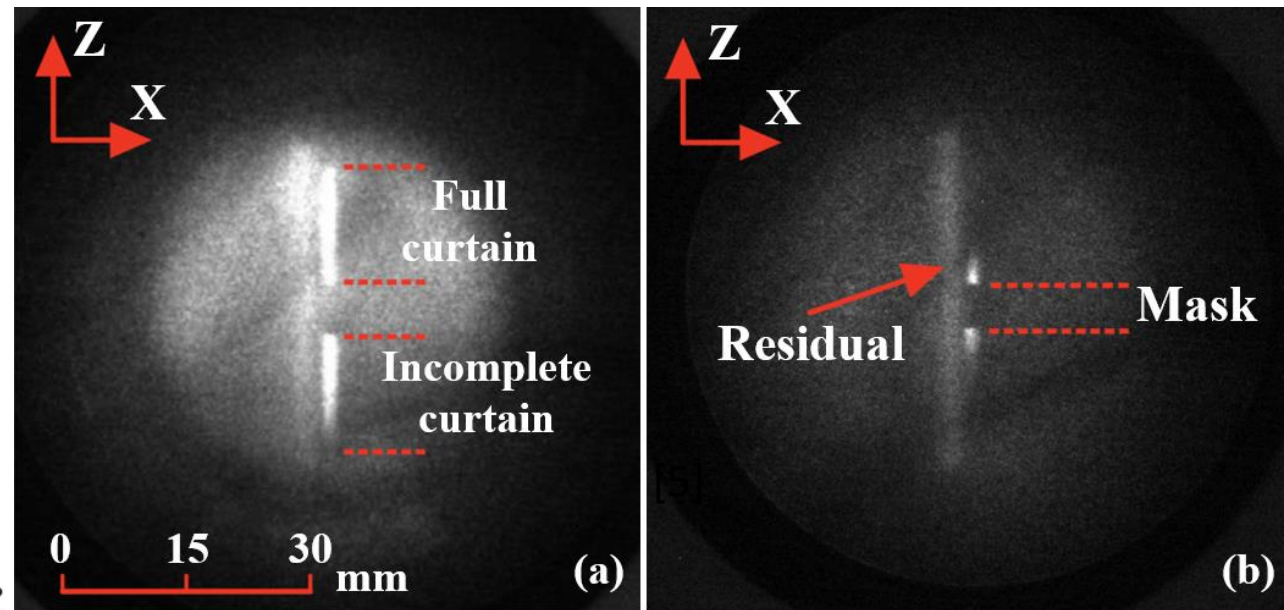 Z
X
Full
curtain
Incomplete
curtain
0 15 30
mm
(a)
Z
X
Residual
Mask
[5]
(b)